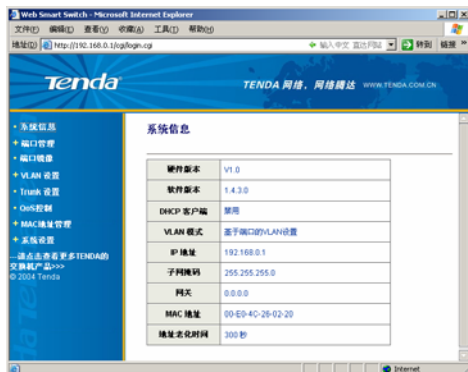 Web Smart Switch - Microsoft Internet Explorer
文件(F) 编辑(E) 查看(V) 收藏(A) 工具(T) 帮助(H)
地址(D) http://192.168.0.1/cgi/login.cgi 输入中文 直达网站 转到 链接 »
Tenda
TENDA 网络，网络腾达 WWW.TENDA.COM.CN
• 系统信息
+ 端口管理
• 端口镜像
+ VLAN 设置
• Trunk 设置
• QoS控制
+ MAC地址管理
+ 系统设置
---请点击查看更多TENDA的
交换机产品>>>
© 2004 Tenda
系统信息
硬件版本 V1.0
软件版本 1.4.3.0
DHCP 客户端 禁用
VLAN 模式 基于端口的VLAN设置
IP 地址 192.168.0.1
子网掩码 255.255.255.0
网关 0.0.0.0
MAC 地址 00-E0-4C-26-02-20
地址老化时间 300 秒
Internet